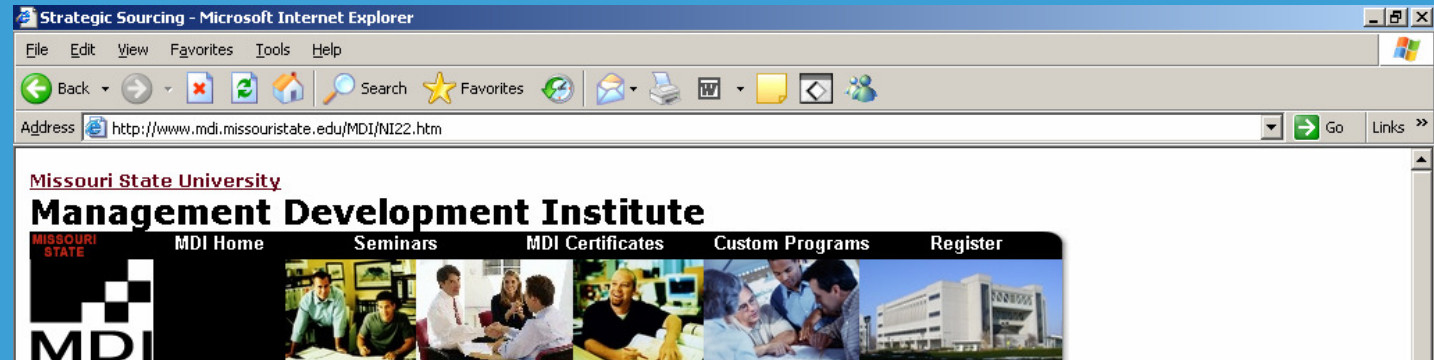 Strategic Sourcing - Microsoft Internet Explorer
File Edit View Favorites Tools Help
Back Search Favorites
Address http://www.mdi.missouristate.edu/MDI/NI22.htm Go Links »
Missouri State University
Management Development Institute
MISSOURI STATE
MDI Home Seminars MDI Certificates Custom Programs Register
MDI